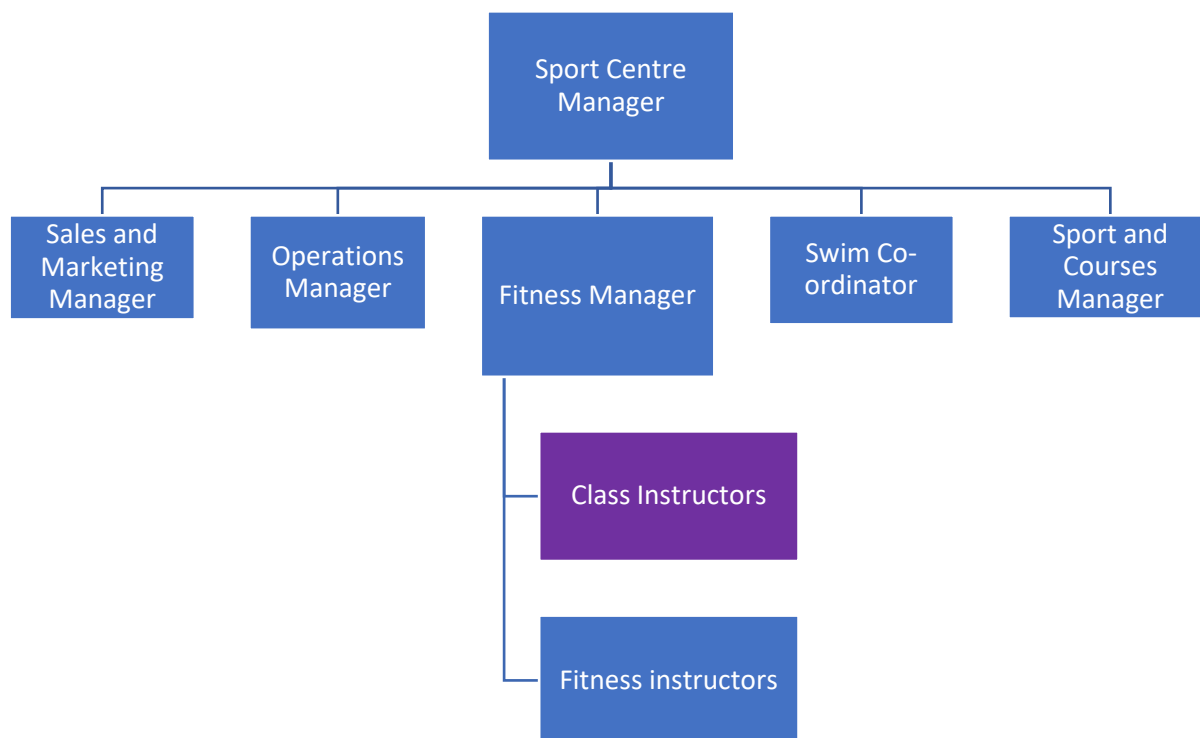 Sport Centre
Manager
Sales and
Marketing
Manager
Operations
Manager
Fitness Manager
Swim Co-
ordinator
Sport and
Courses
Manager
Class Instructors
Fitness instructors